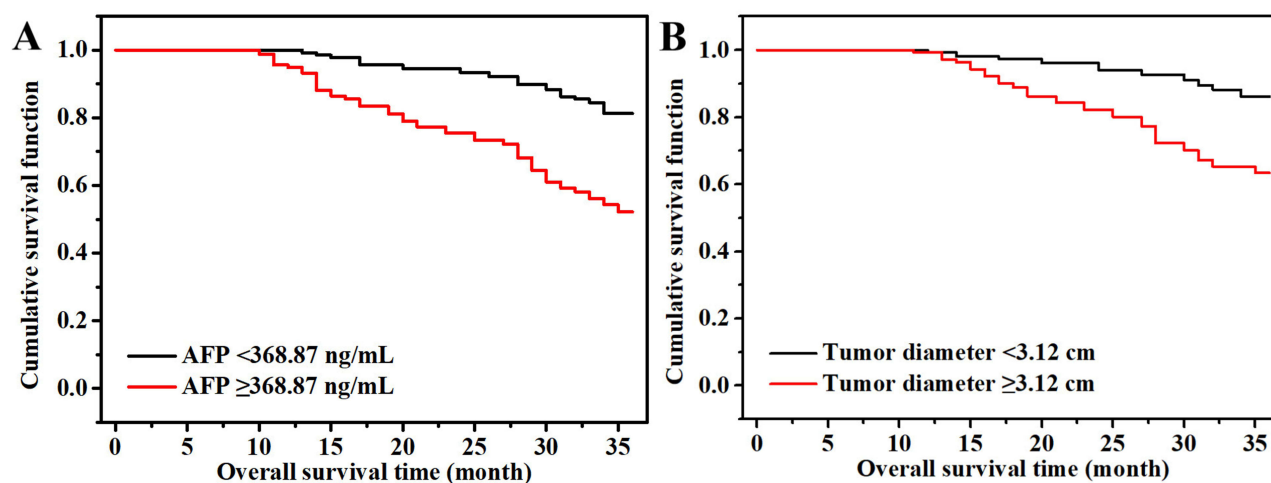 A
Cumulative survival function
1.0
0.8
0.6
0.4
0.2
0.0
AFP <368.87 ng/mL
AFP ≥368.87 ng/mL
0 5 10 15 20 25 30 35
Overall survival time (month)
B
Cumulative survival function
1.0
0.8
0.6
0.4
0.2
0.0
Tumor diameter <3.12 cm
Tumor diameter ≥3.12 cm
0 5 10 15 20 25 30 35
Overall survival time (month)